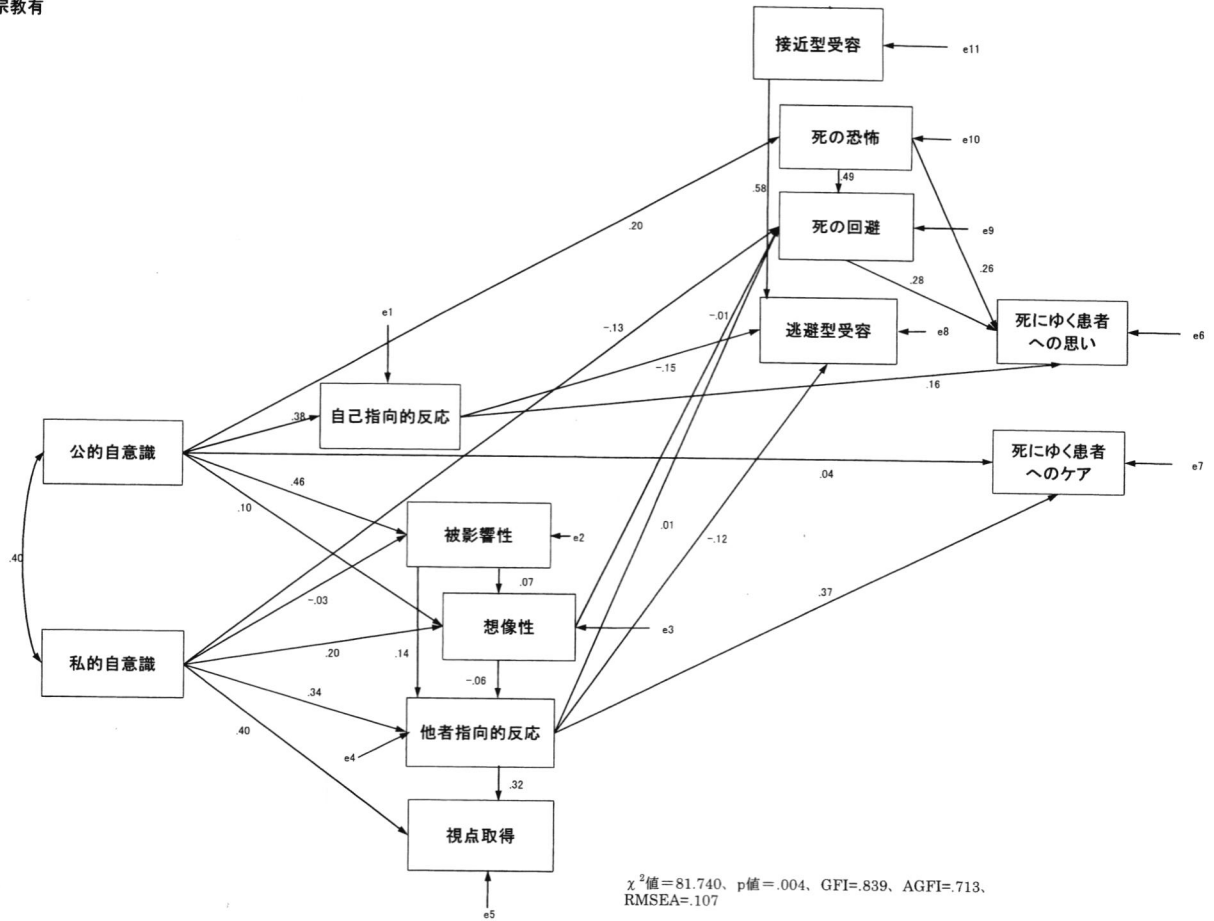 宗教有
接近型受容
e11
死の恐怖
e10
.49
.58
.20
死の回避
e9
.28
.26
e1
-.13
-.01
逃避型受容
e8
死にゆく患者
への思い
e6
-.15
.16
.38
自己指向的反応
公的自意識
死にゆく患者
へのケア
e7
.04
.46
.10
被影響性
e2
.01
-.12
.40
.07
-.03
想像性
e3
.37
私的自意識
.20
.14
-.06
.34
.40
他者指向的反応
e4
.32
視点取得
e5
χ²値=81.740、p値=.004、GFI=.839、AGFI=.713、
RMSEA=.107